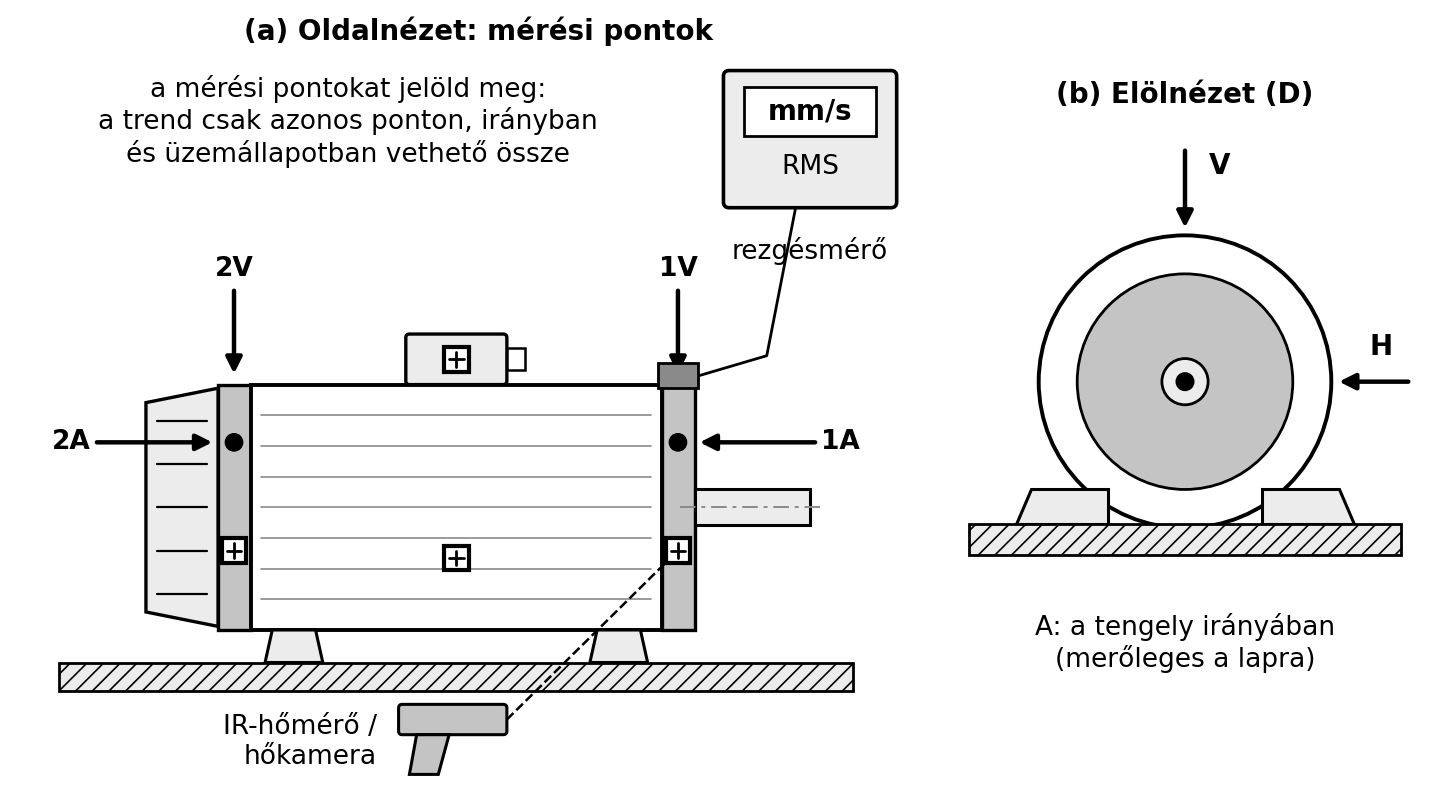 (a) Oldalnézet: mérési pontok
a mérési pontokat jelöld meg:
a trend csak azonos ponton, irányban
és üzemállapotban vethető össze
mm/s
RMS
rezgésmérő
2V
1V
2A
1A
IR-hőmérő /
hőkamera
(b) Elölnézet (D)
V
H
A: a tengely irányában
(merőleges a lapra)